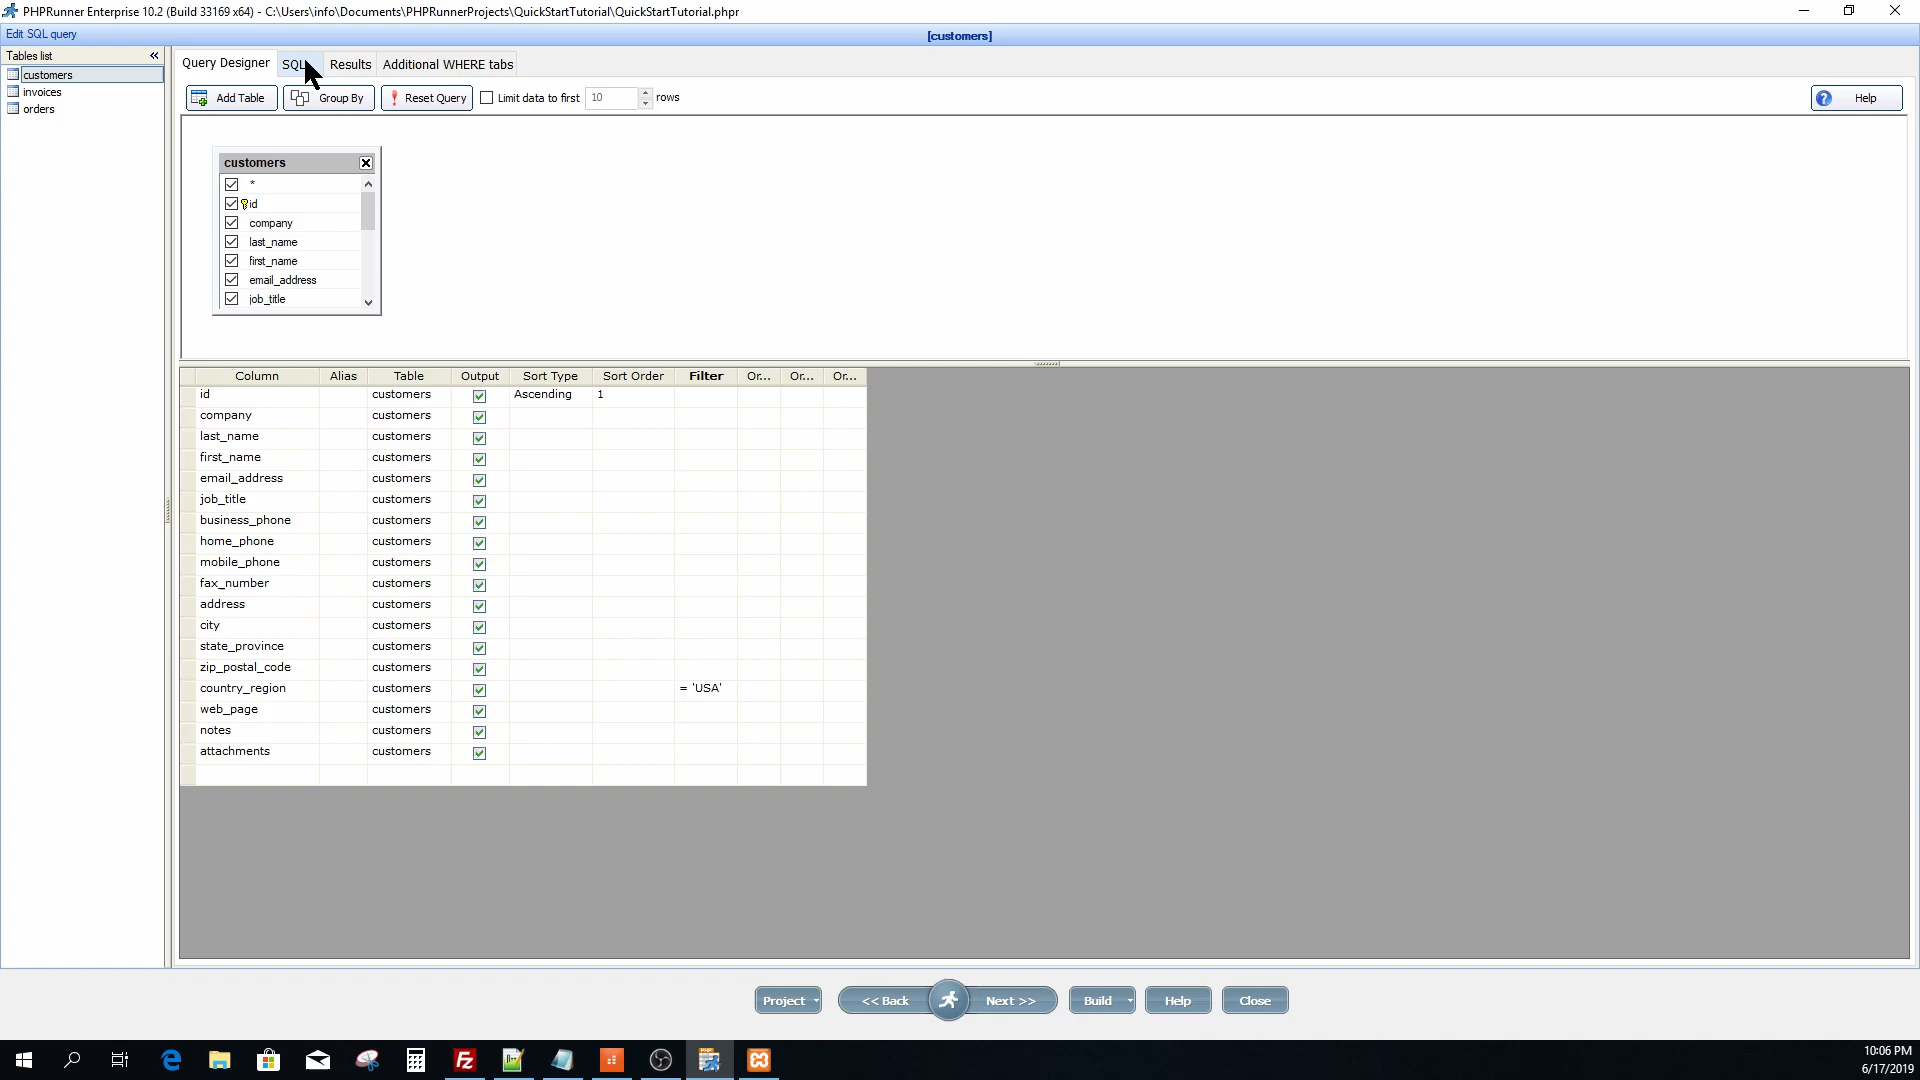 PHPRunner Enterprise 10.2 (Build 33169 x64) - C:\Users\info\Documents\PHPRunnerProjects\QuickStartTutorial\QuickStartTutorial.phpr
Edit SQL query
[customers]
Tables list
customers
invoices
orders
Query Designer SQL Results Additional WHERE tabs
Add Table Group By Reset Query Limit data to first 10 rows Help
customers
*
id
company
last_name
first_name
email_address
job_title
Column Alias Table Output Sort Type Sort Order Filter Or... Or... Or...
id customers Ascending 1
company customers
last_name customers
first_name customers
email_address customers
job_title customers
business_phone customers
home_phone customers
mobile_phone customers
fax_number customers
address customers
city customers
state_province customers
zip_postal_code customers
country_region customers = 'USA'
web_page customers
notes customers
attachments customers
Project << Back Next >> Build Help Close
10:06 PM
6/17/2019